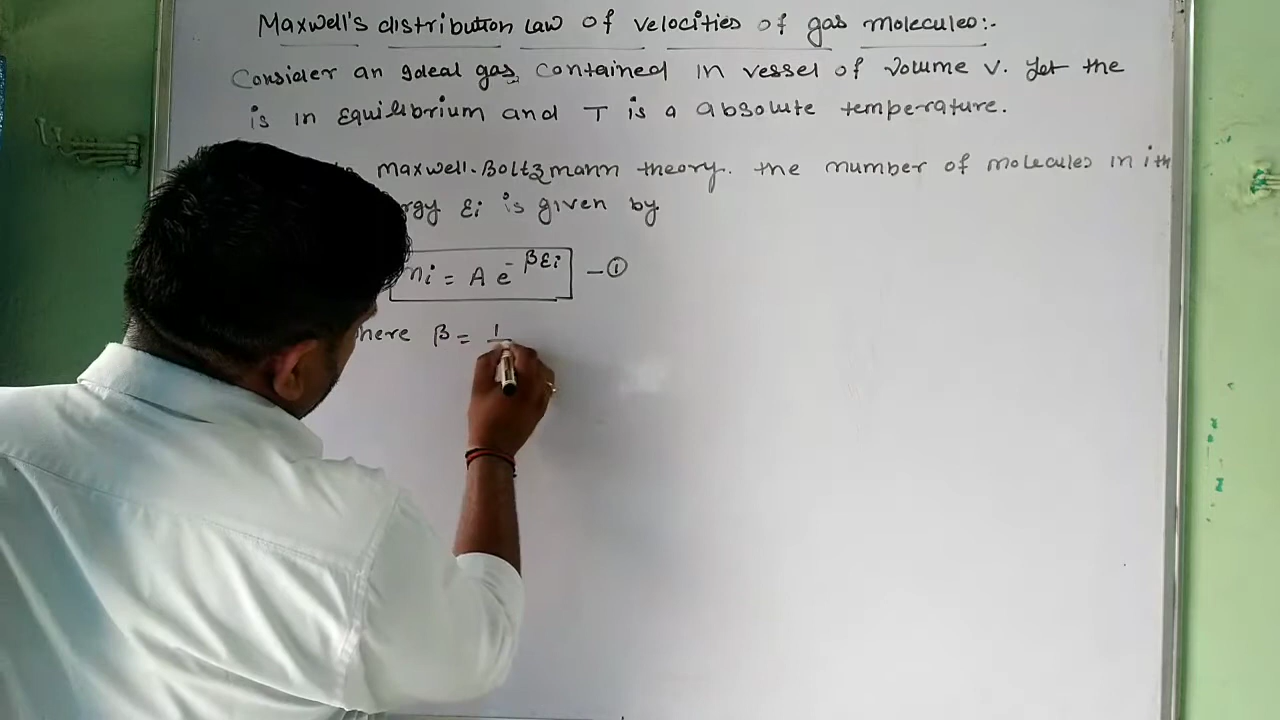 Maxwell's distribution law of velocities of gas molecules:-
Consider an ideal gas, contained in vessel of volume V. Let the
is in equilibrium and T is a absolute temperature.
Maxwell-Boltzmann theory. the number of molecules in ith
εi is given by
ni = A e^-βεi —①
here β = 1